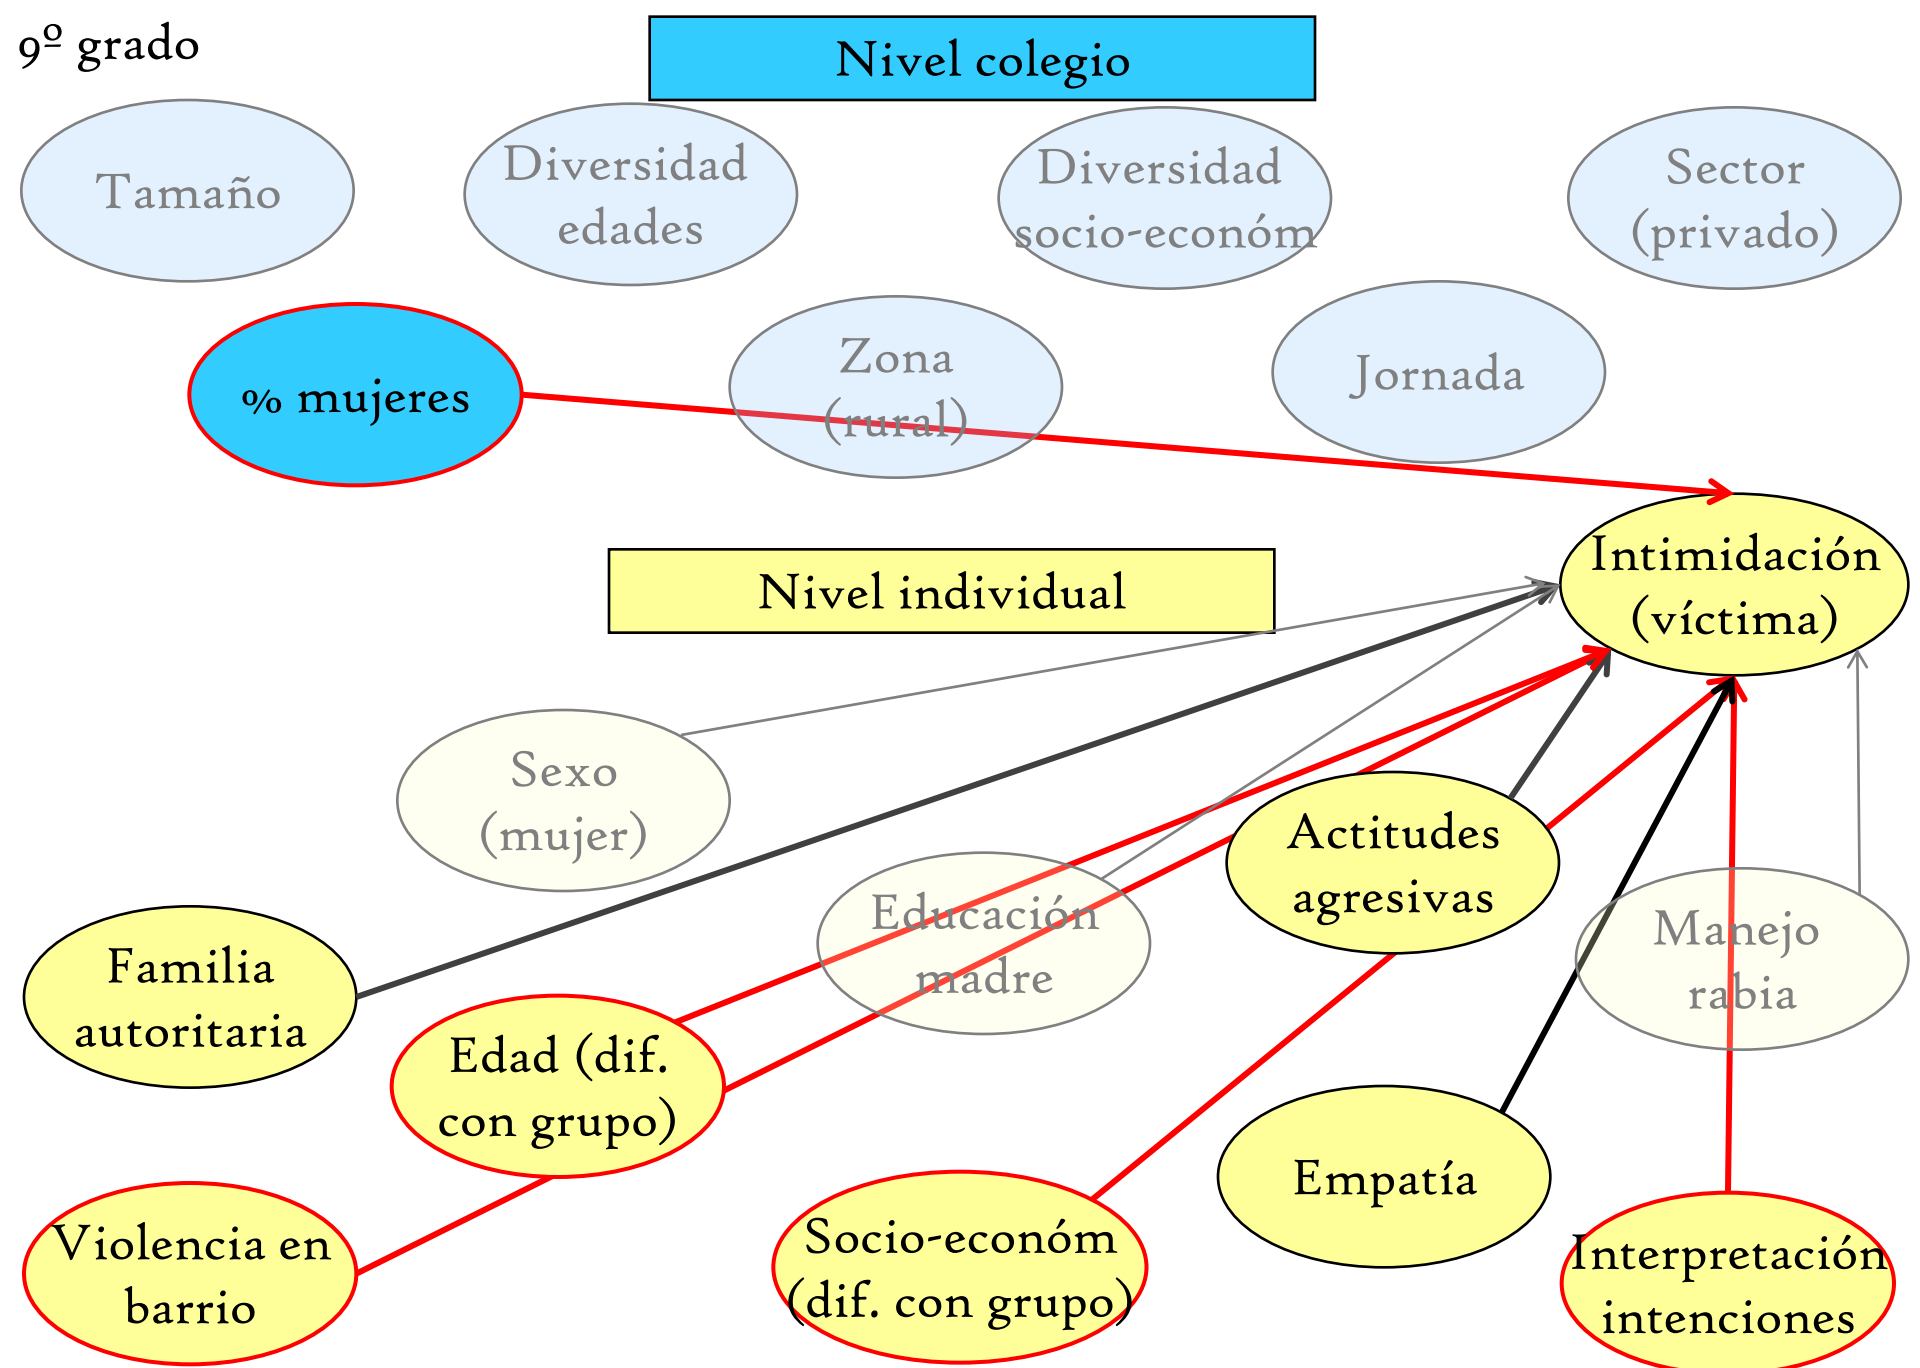 9º grado
Nivel colegio
Tamaño
Diversidad
edades
Diversidad
socio-económ
Sector
(privado)
% mujeres
Zona
(rural)
Jornada
Intimidación
(víctima)
Nivel individual
Sexo
(mujer)
Actitudes
agresivas
Educación
madre
Manejo
rabia
Familia
autoritaria
Edad (dif.
con grupo)
Empatía
Violencia en
barrio
Socio-económ
(dif. con grupo)
Interpretación
intenciones